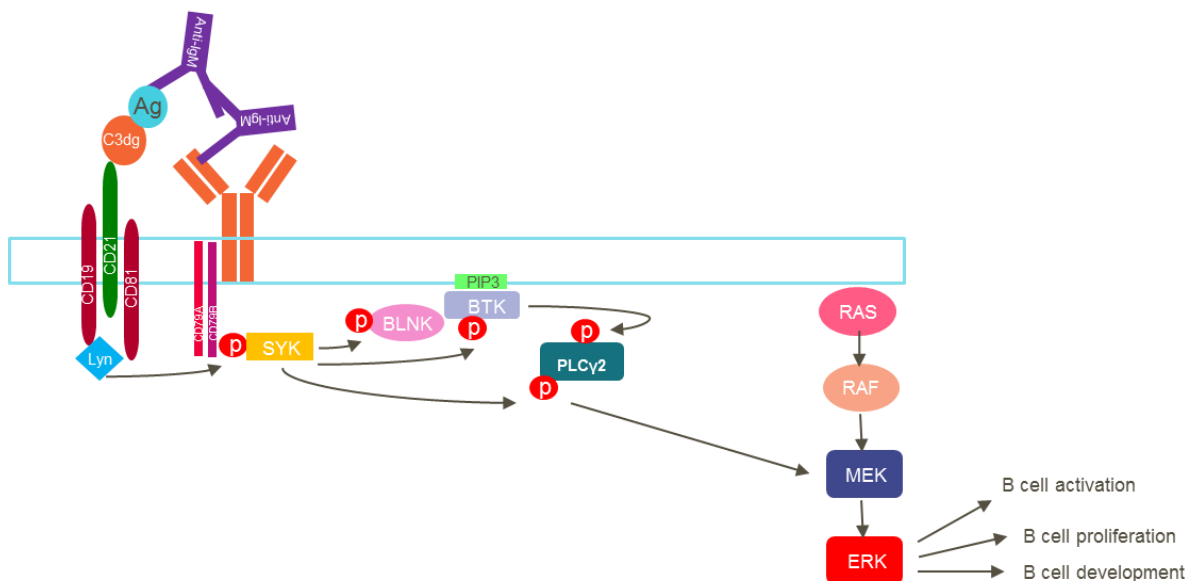 Anti-IgM
Anti-IgM
Ag
C3dg
CD19
CD21
CD81
CD79A
CD79B
Lyn
p
SYK
p
BLNK
PIP3
BTK
p
p
PLCγ2
p
RAS
RAF
MEK
ERK
B cell activation
B cell proliferation
B cell development